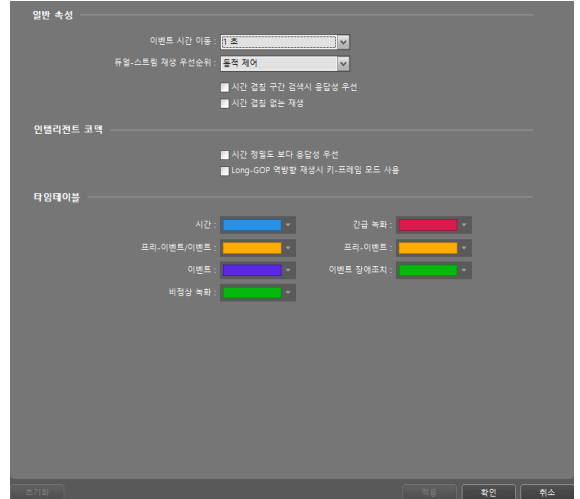 일반 속성
이벤트 시간 이동 : 1 초
듀얼-스트림 재생 우선순위 : 동적 제어
시간 겹침 구간 검색시 응답성 우선
시간 겹침 없는 재생
인텔리전트 코덱
시간 정밀도 보다 응답성 우선
Long-GOP 역방향 재생시 키-프레임 모드 사용
타임테이블
시간 : 긴급 녹화 :
프리-이벤트/이벤트 : 프리-이벤트 :
이벤트 : 이벤트 장애조치 :
비정상 녹화 :
초기화 적용 확인 취소